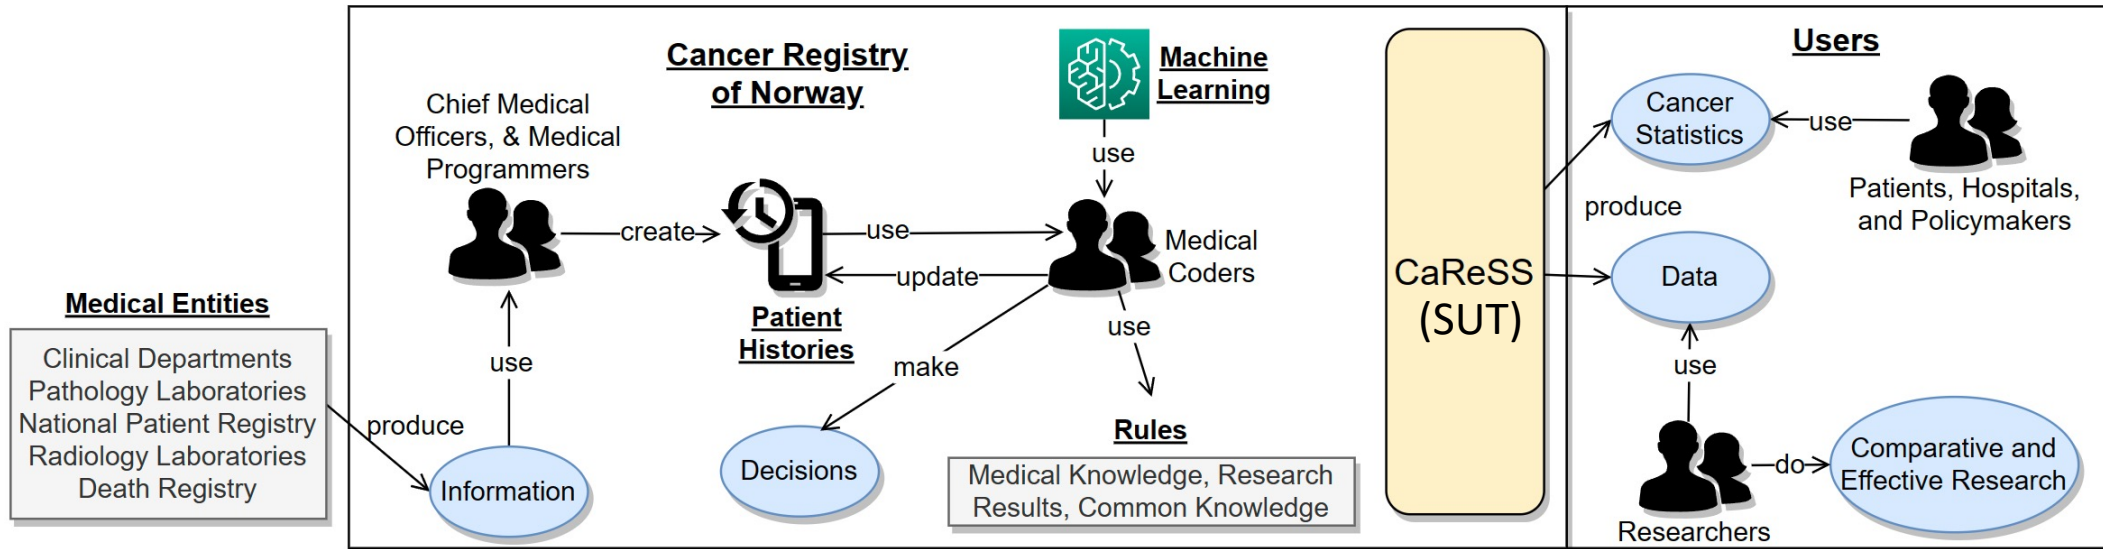 Medical Entities
Clinical Departments
Pathology Laboratories
National Patient Registry
Radiology Laboratories
Death Registry
produce
Information
use
Chief Medical
Officers, & Medical
Programmers
create
Cancer Registry
of Norway
Patient
Histories
use
update
Machine
Learning
use
Medical
Coders
make
Decisions
use
Rules
Medical Knowledge, Research
Results, Common Knowledge
CaReSS
(SUT)
Users
produce
Cancer
Statistics
use
Patients, Hospitals,
and Policymakers
Data
use
Researchers
do
Comparative and
Effective Research